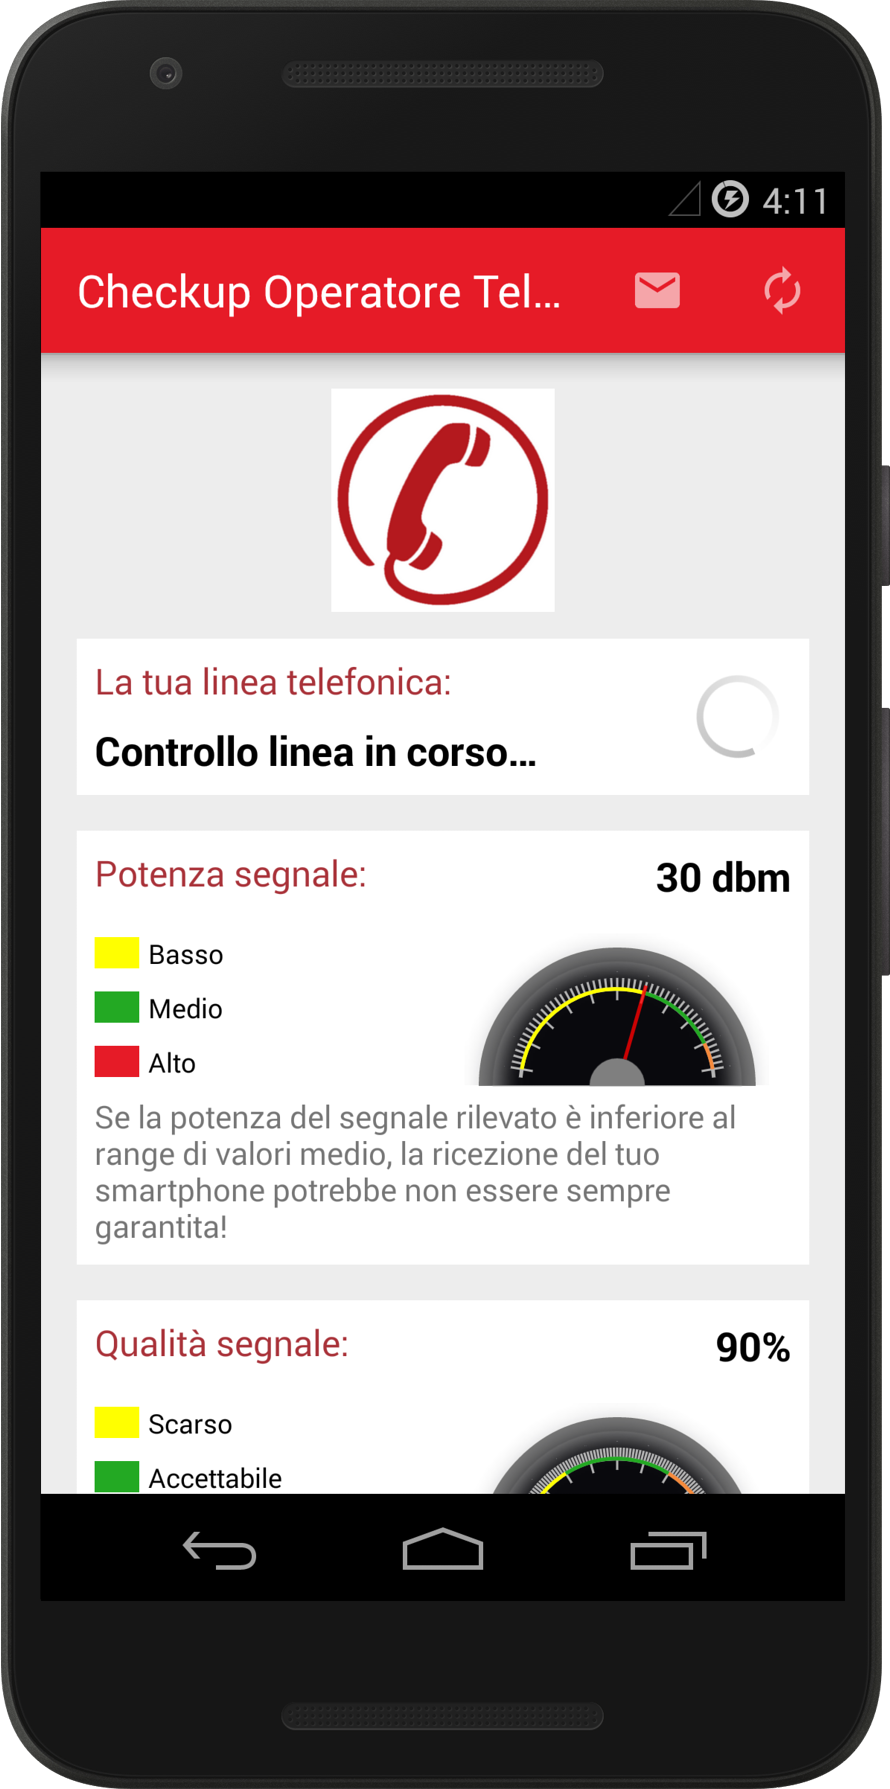 4:11
Checkup Operatore Tel...
La tua linea telefonica:
Controllo linea in corso...
Potenza segnale:
30 dbm
Basso
Medio
Alto
Se la potenza del segnale rilevato è inferiore al
range di valori medio, la ricezione del tuo
smartphone potrebbe non essere sempre
garantita!
Qualità segnale:
90%
Scarso
Accettabile